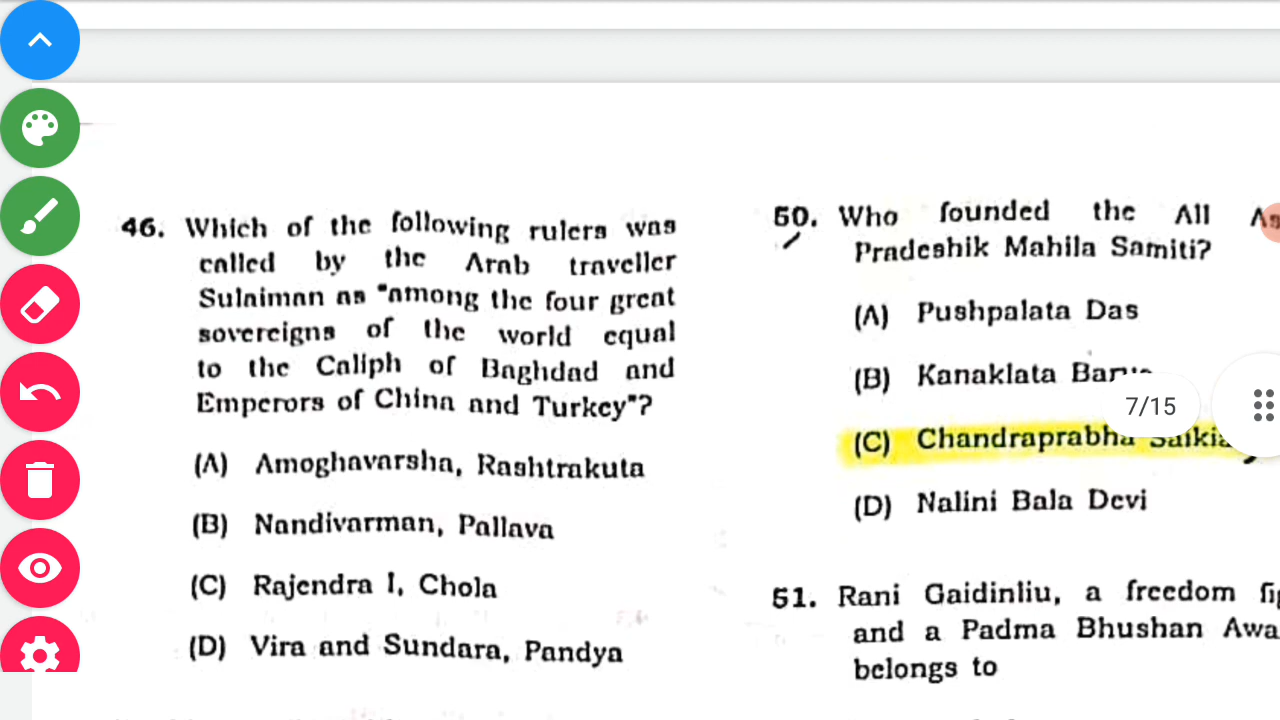 46. Which of the following rulers was
called by the Arab traveller
Sulaiman as "among the four great
sovereigns of the world equal
to the Caliph of Baghdad and
Emperors of China and Turkey"?
(A) Amoghavarsha, Rashtrakuta
(B) Nandivarman, Pallava
(C) Rajendra I, Chola
(D) Vira and Sundara, Pandya
50. Who founded the All
Pradeshik Mahila Samiti?
(A) Pushpalata Das
(B) Kanaklata
(C) Chandraprabha Saikia
(D) Nalini Bala Devi
51. Rani Gaidinliu, a freedom
and a Padma Bhushan
belongs to
7/15